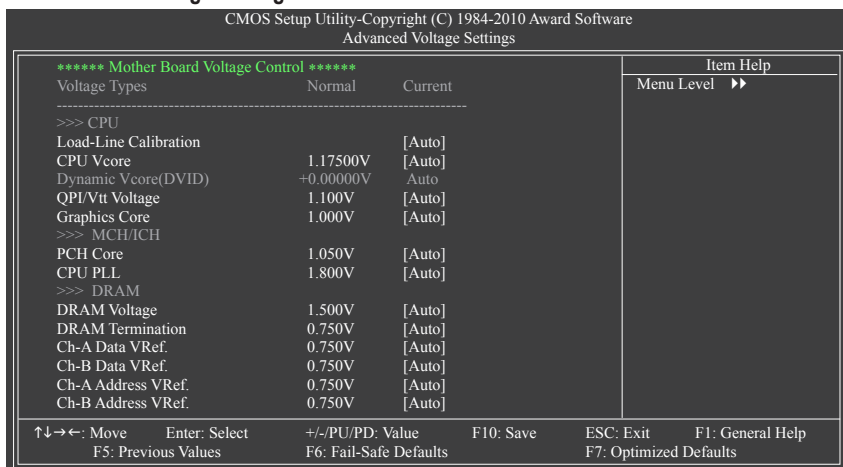 CMOS Setup Utility-Copyright (C) 1984-2010 Award Software
Advanced Voltage Settings
****** Mother Board Voltage Control ****** Item Help
Voltage Types Normal Current Menu Level
--------------------------------------------------------------------------------
>>> CPU
Load-Line Calibration [Auto]
CPU Vcore 1.17500V [Auto]
Dynamic Vcore(DVID) +0.00000V Auto
QPI/Vtt Voltage 1.100V [Auto]
Graphics Core 1.000V [Auto]
>>> MCH/ICH
PCH Core 1.050V [Auto]
CPU PLL 1.800V [Auto]
>>> DRAM
DRAM Voltage 1.500V [Auto]
DRAM Termination 0.750V [Auto]
Ch-A Data VRef. 0.750V [Auto]
Ch-B Data VRef. 0.750V [Auto]
Ch-A Address VRef. 0.750V [Auto]
Ch-B Address VRef. 0.750V [Auto]
↑↓→←: Move Enter: Select +/-/PU/PD: Value F10: Save ESC: Exit F1: General Help
F5: Previous Values F6: Fail-Safe Defaults F7: Optimized Defaults